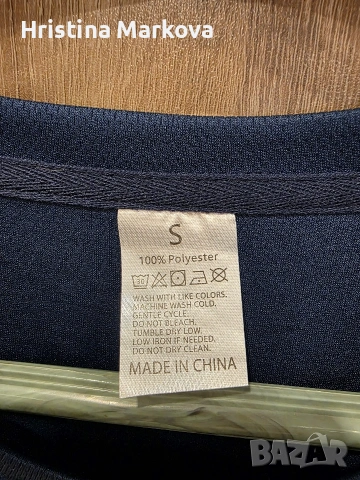 Hristina Markova
S
100% Polyester
30
WASH WITH LIKE COLORS.
MACHINE WASH COLD.
GENTLE CYCLE.
DO NOT BLEACH.
TUMBLE DRY LOW
LOW IRON IF NEEDED.
DO NOT DRY CLEAN.
MADE IN CHINA
BAZAR